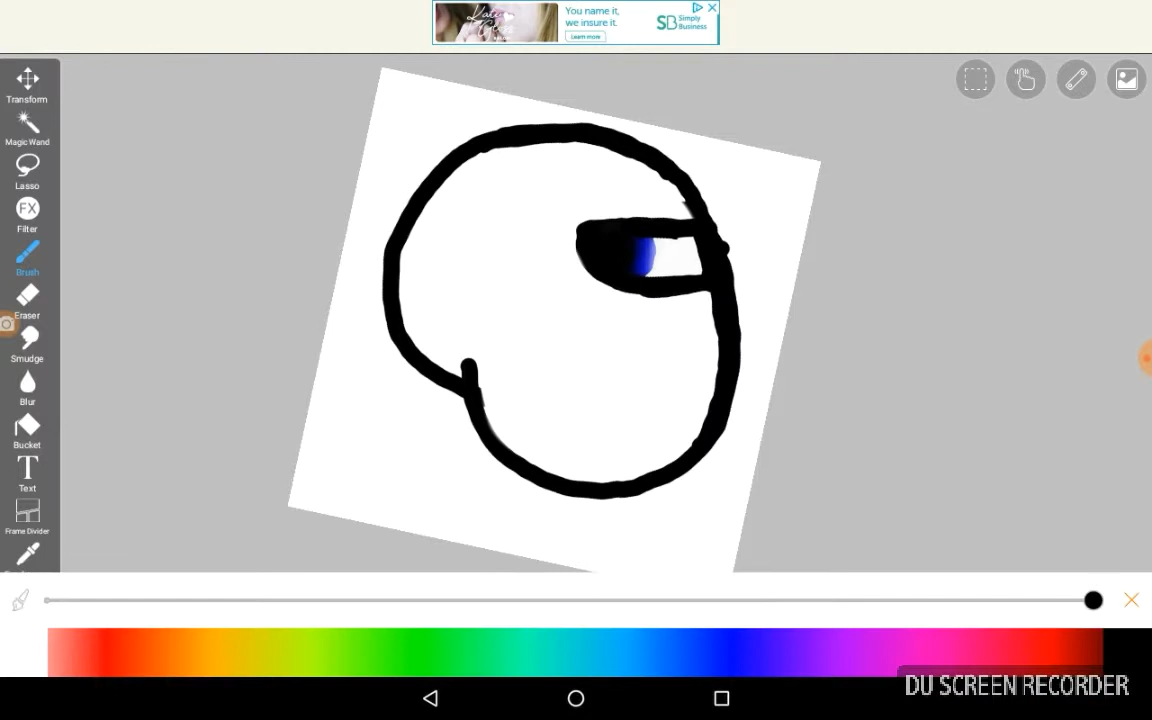 Kate
You name it,
we insure it.
Learn more
SB Simply
Business
Transform
Magic Wand
Lasso
FX
Filter
Brush
Eraser
Smudge
Blur
Bucket
T
Text
Frame Divider
DU SCREEN RECORDER